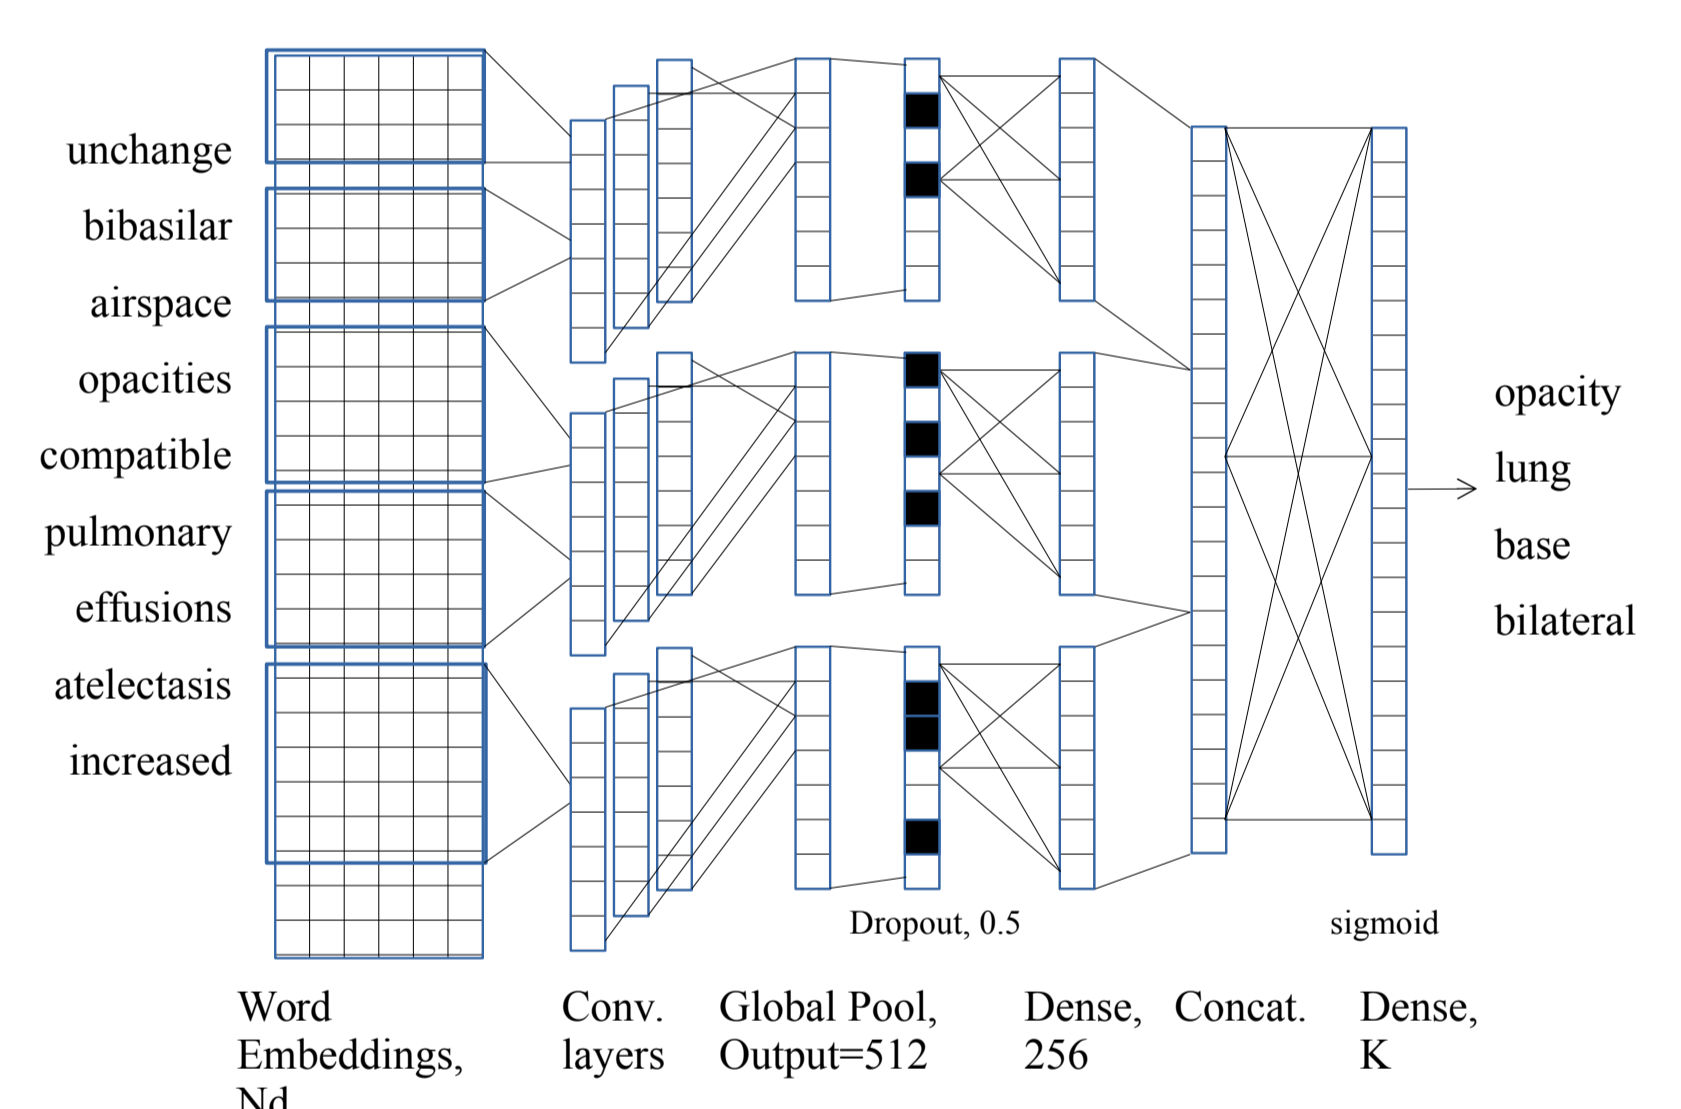 unchange
bibasilar
airspace
opacities
compatible
pulmonary
effusions
atelectasis
increased
opacity
lung
base
bilateral
Dropout, 0.5
sigmoid
Word
Embeddings,
Nd
Conv.
layers
Global Pool,
Output=512
Dense,
256
Concat.
Dense,
K